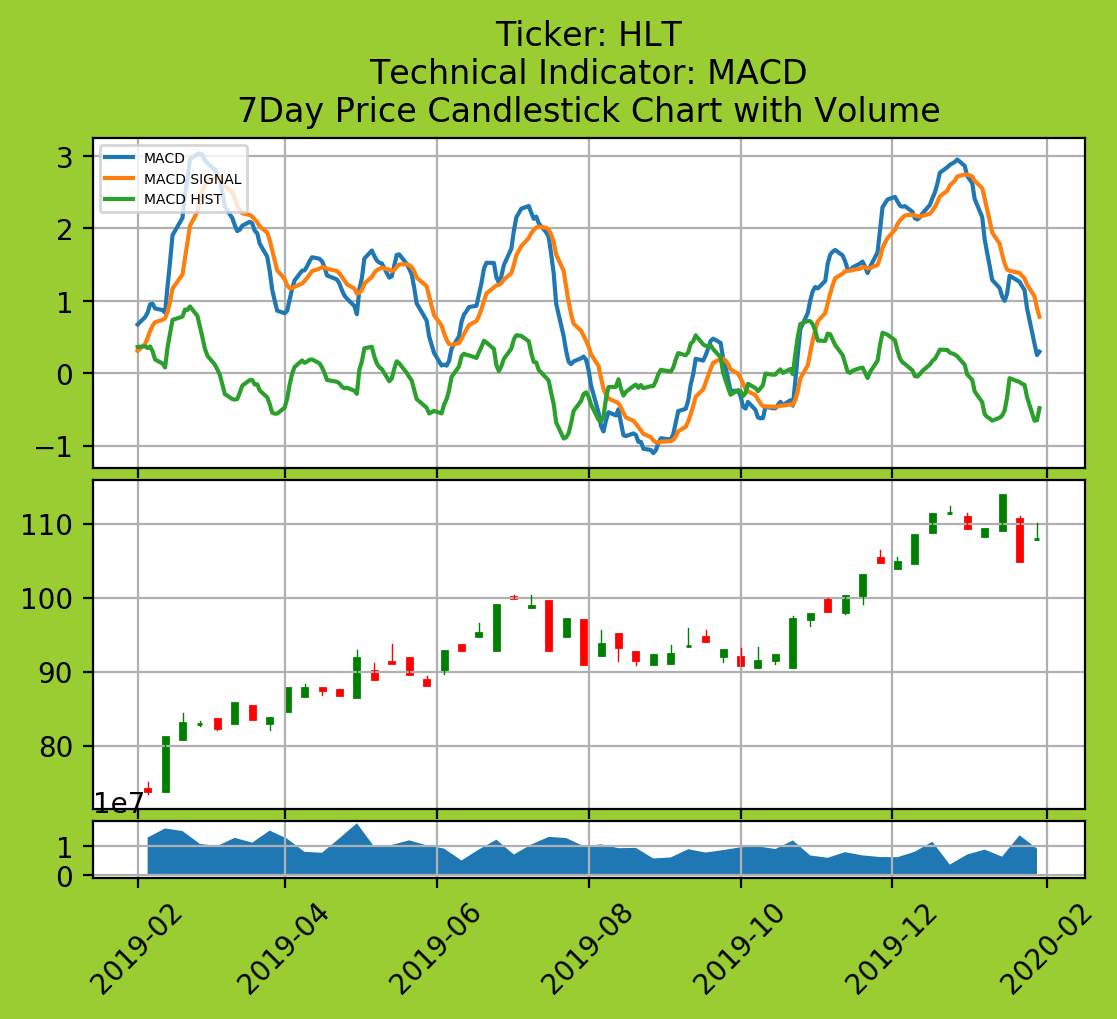 Ticker: HLT
Technical Indicator: MACD
7Day Price Candlestick Chart with Volume
3
2
1
0
−1
MACD
MACD SIGNAL
MACD HIST
110
100
90
80
1e7
1
0
2019-02
2019-04
2019-06
2019-08
2019-10
2019-12
2020-02